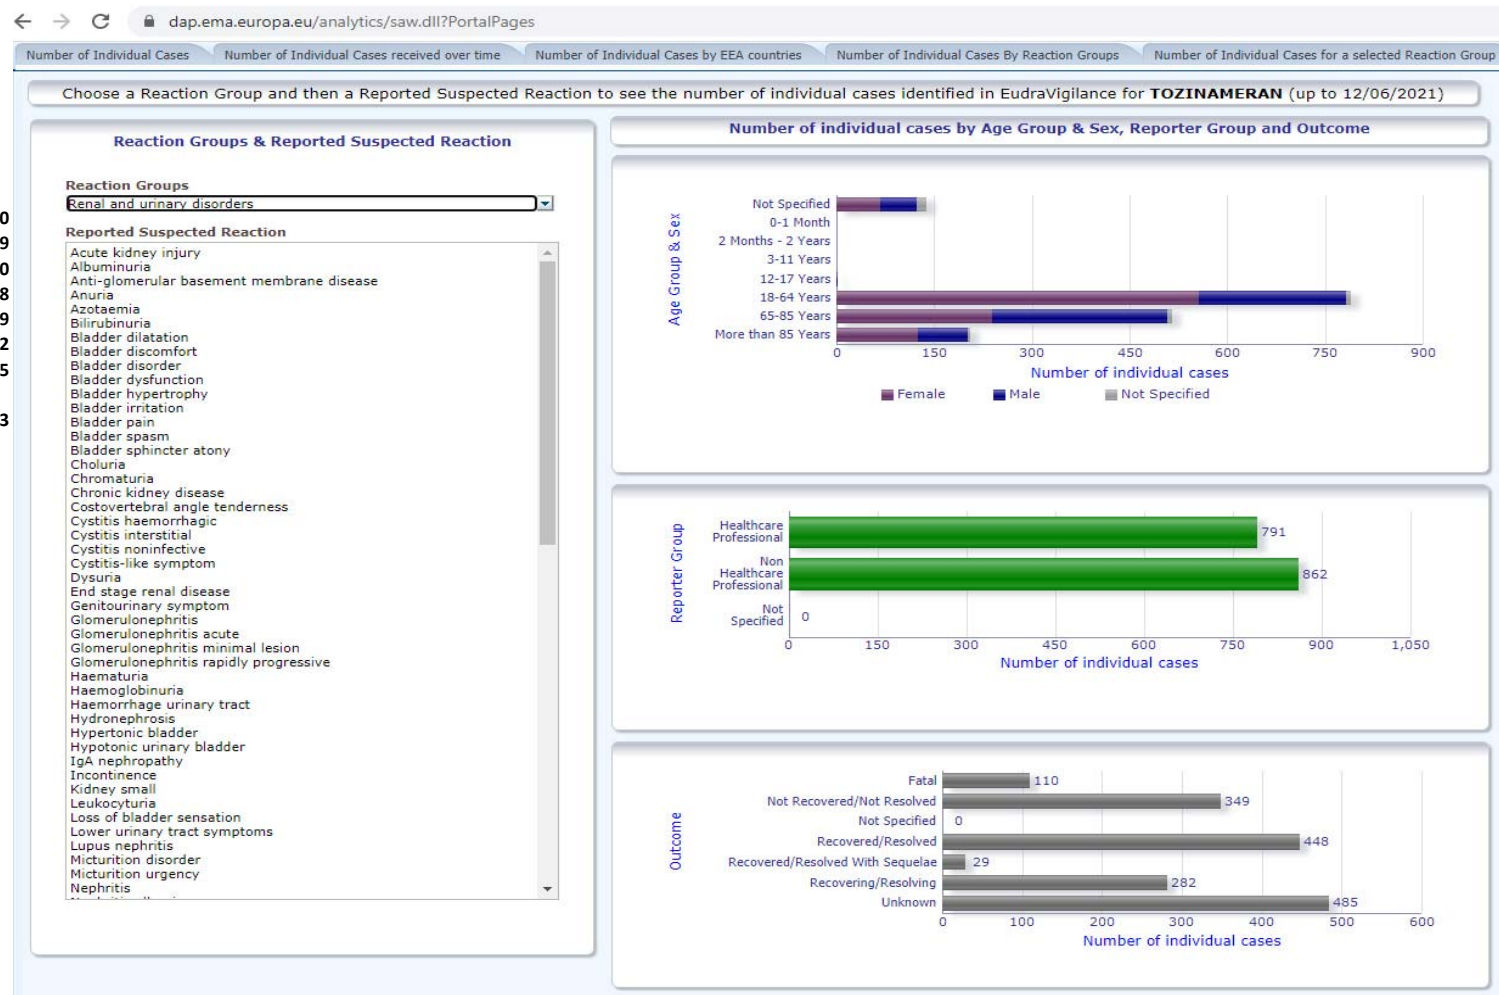 dap.ema.europa.eu/analytics/saw.dll?PortalPages
Number of Individual Cases
Number of Individual Cases received over time
Number of Individual Cases by EEA countries
Number of Individual Cases By Reaction Groups
Number of Individual Cases for a selected Reaction Group
Choose a Reaction Group and then a Reported Suspected Reaction to see the number of individual cases identified in EudraVigilance for TOZINAMERAN (up to 12/06/2021)
Reaction Groups & Reported Suspected Reaction
Reaction Groups
Renal and urinary disorders
Reported Suspected Reaction
0
9
0
8
9
2
5
3
Acute kidney injury
Albuminuria
Anti-glomerular basement membrane disease
Anuria
Azotaemia
Bilirubinuria
Bladder dilatation
Bladder discomfort
Bladder disorder
Bladder dysfunction
Bladder hypertrophy
Bladder irritation
Bladder pain
Bladder spasm
Bladder sphincter atony
Choluria
Chromaturia
Chronic kidney disease
Costovertebral angle tenderness
Cystitis haemorrhagic
Cystitis interstitial
Cystitis noninfective
Cystitis-like symptom
Dysuria
End stage renal disease
Genitourinary symptom
Glomerulonephritis
Glomerulonephritis acute
Glomerulonephritis minimal lesion
Glomerulonephritis rapidly progressive
Haematuria
Haemoglobinuria
Haemorrhage urinary tract
Hydronephrosis
Hypertonic bladder
Hypotonic urinary bladder
IgA nephropathy
Incontinence
Kidney small
Leukocyturia
Loss of bladder sensation
Lower urinary tract symptoms
Lupus nephritis
Micturition disorder
Micturition urgency
Nephritis
Number of individual cases by Age Group & Sex, Reporter Group and Outcome
Age Group & Sex
Not Specified
0-1 Month
2 Months - 2 Years
3-11 Years
12-17 Years
18-64 Years
65-85 Years
More than 85 Years
0 150 300 450 600 750 900
Number of individual cases
Female Male Not Specified
Reporter Group
Healthcare
Professional
791
Non
Healthcare
Professional
862
Not
Specified
0
0 150 300 450 600 750 900 1,050
Number of individual cases
Outcome
Fatal 110
Not Recovered/Not Resolved 349
Not Specified 0
Recovered/Resolved 448
Recovered/Resolved With Sequelae 29
Recovering/Resolving 282
Unknown 485
0 100 200 300 400 500 600
Number of individual cases